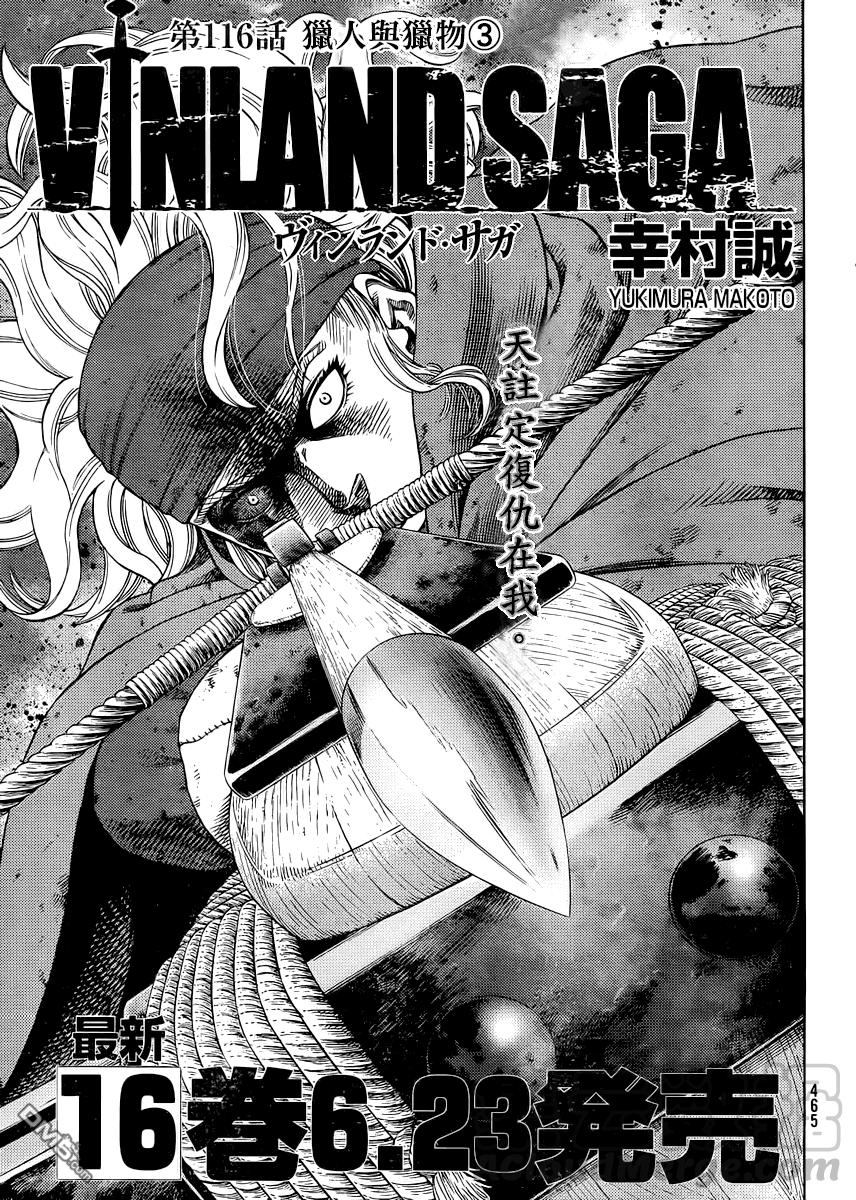 第116話 獵人與獵物③
VINLAND SAGA
ヴィンランド・サガ
幸村誠
YUKIMURA MAKOTO
天註定復仇在我。
最新
16巻6.23発売
465